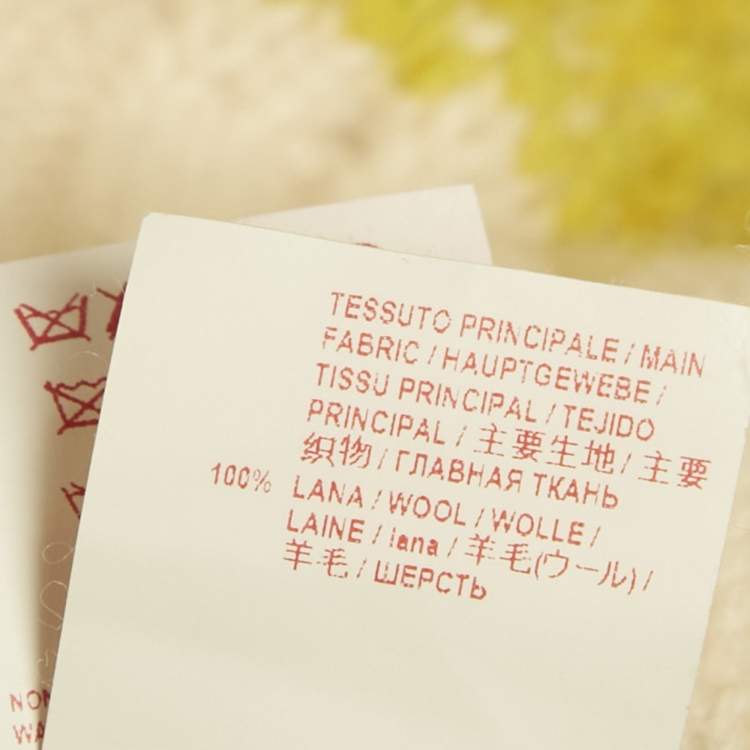 TESSUTO PRINCIPALE / MAIN
FABRIC / HAUPTGEWEBE /
TISSU PRINCIPAL / TEJIDO
PRINCIPAL / 主要生地 / 主要
织物 / ГЛАВНАЯ ТКАНЬ
100% LANA / WOOL / WOLLE /
LAINE / lana / 羊毛(ウール) /
羊毛 / ШЕРСТЬ